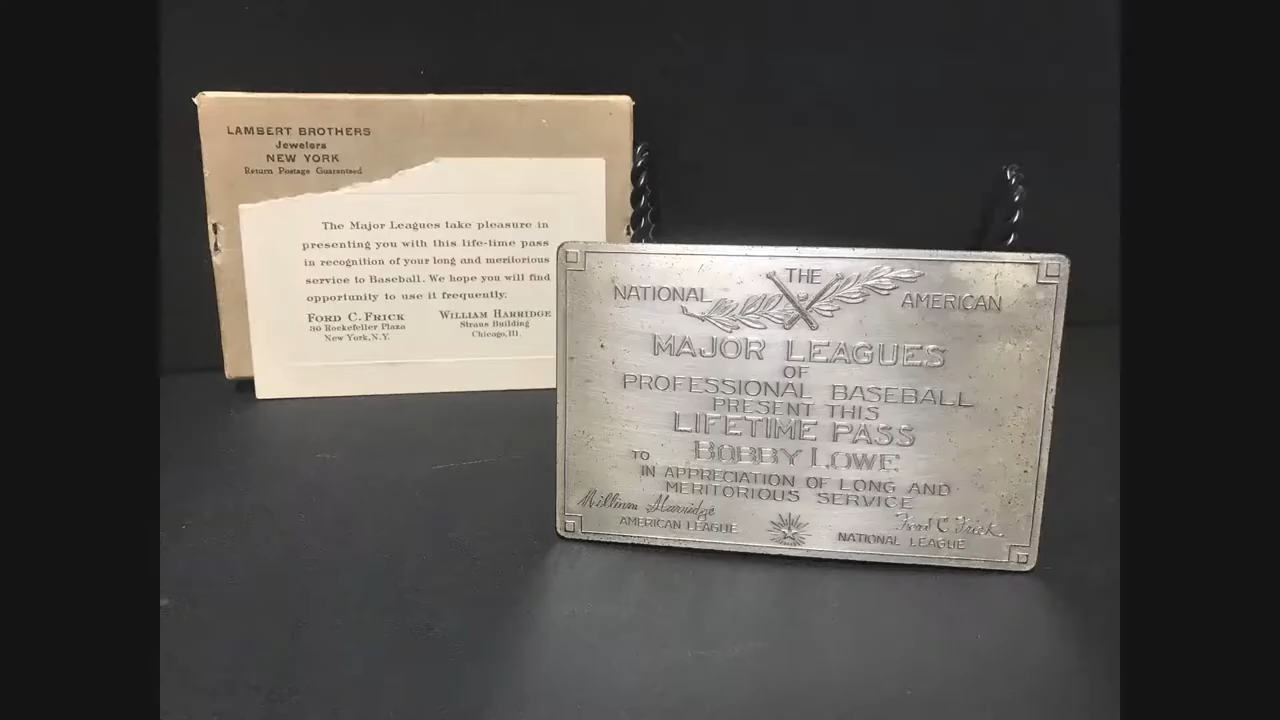 LAMBERT BROTHERS
Jewelers
NEW YORK
Return Postage Guaranteed
The Major Leagues take pleasure in
presenting you with this life-time pass
in recognition of your long and meritorious
service to Baseball. We hope you will find
opportunity to use it frequently.
FORD C. FRICK
30 Rockefeller Plaza
New York, N.Y.
WILLIAM HARRIDGE
Straus Building
Chicago, Ill.
THE
NATIONAL AMERICAN
MAJOR LEAGUES
OF
PROFESSIONAL BASEBALL
PRESENT THIS
LIFETIME PASS
TO BOBBY LOWE
IN APPRECIATION OF LONG AND
MERITORIOUS SERVICE
William Harridge
AMERICAN LEAGUE
Ford C Frick
NATIONAL LEAGUE